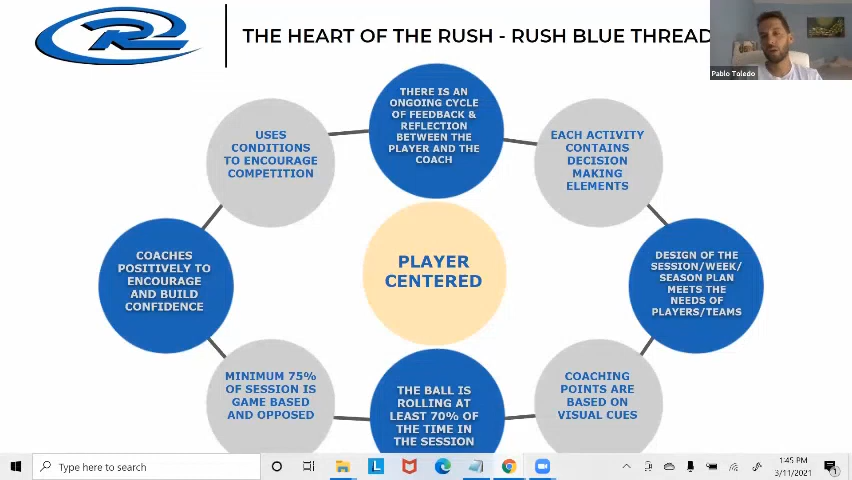 THE HEART OF THE RUSH - RUSH BLUE THREAD
Pablo Toledo
THERE IS AN
ONGOING CYCLE
OF FEEDBACK &
REFLECTION
BETWEEN THE
PLAYER AND THE
COACH
USES
CONDITIONS
TO ENCOURAGE
COMPETITION
EACH ACTIVITY
CONTAINS
DECISION
MAKING
ELEMENTS
COACHES
POSITIVELY TO
ENCOURAGE
AND BUILD
CONFIDENCE
PLAYER
CENTERED
DESIGN OF THE
SESSION/WEEK/
SEASON PLAN
MEETS THE
NEEDS OF
PLAYERS/TEAMS
MINIMUM 75%
OF SESSION IS
GAME BASED
AND OPPOSED
THE BALL IS
ROLLING AT
LEAST 70% OF
THE TIME IN
THE SESSION
COACHING
POINTS ARE
BASED ON
VISUAL CUES
Type here to search
L
1:45 PM
3/11/2021
1